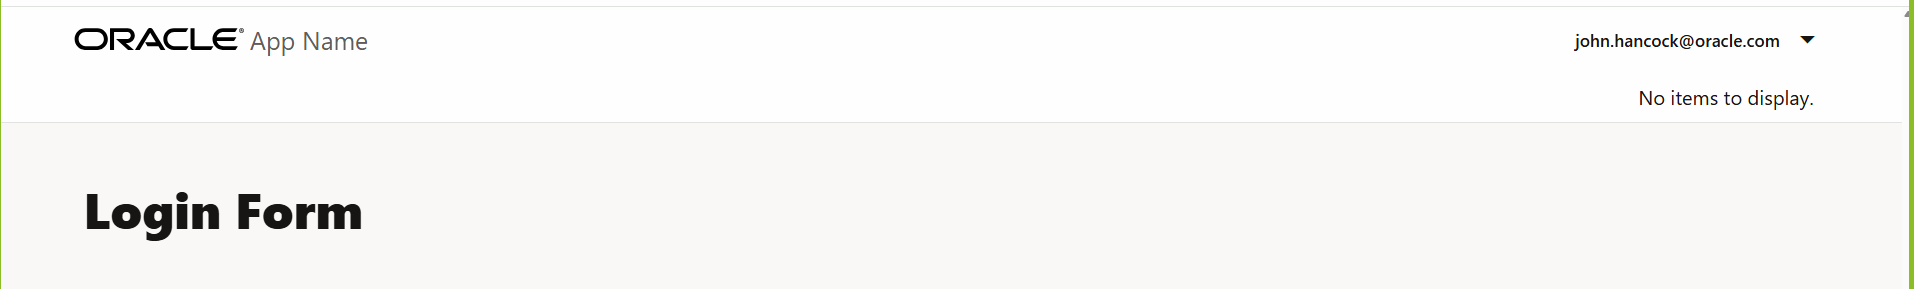 ORACLE® App Name
john.hancock@oracle.com
No items to display.
Login Form